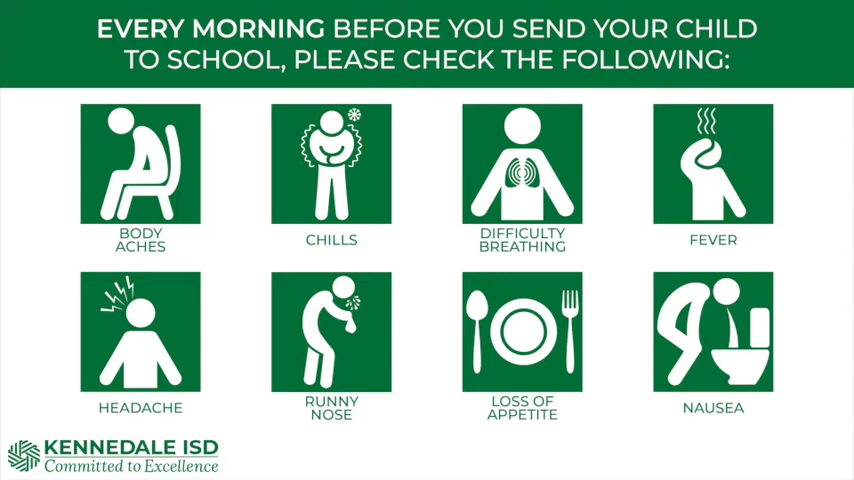 EVERY MORNING BEFORE YOU SEND YOUR CHILD
TO SCHOOL, PLEASE CHECK THE FOLLOWING:
BODY
ACHES
CHILLS
DIFFICULTY
BREATHING
FEVER
HEADACHE
RUNNY
NOSE
LOSS OF
APPETITE
NAUSEA
KENNEDALE ISD
Committed to Excellence